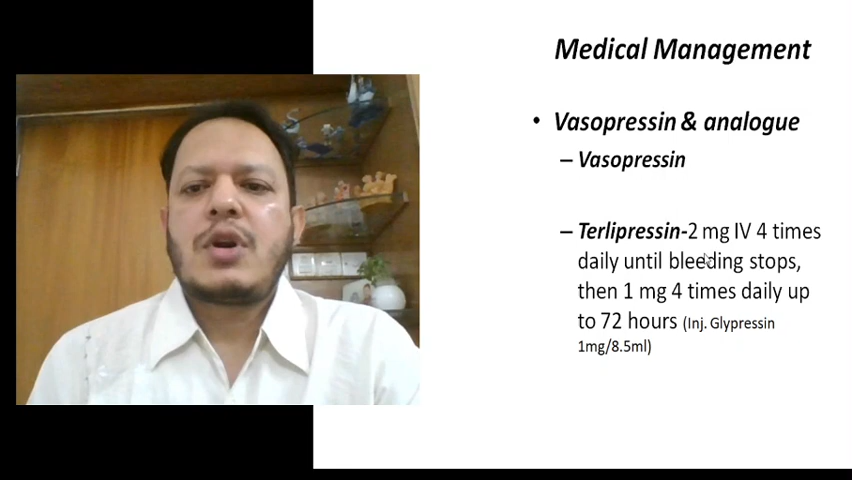 Medical Management
• Vasopressin & analogue
– Vasopressin
– Terlipressin-2 mg IV 4 times
daily until bleeding stops,
then 1 mg 4 times daily up
to 72 hours (Inj. Glypressin
1mg/8.5ml)